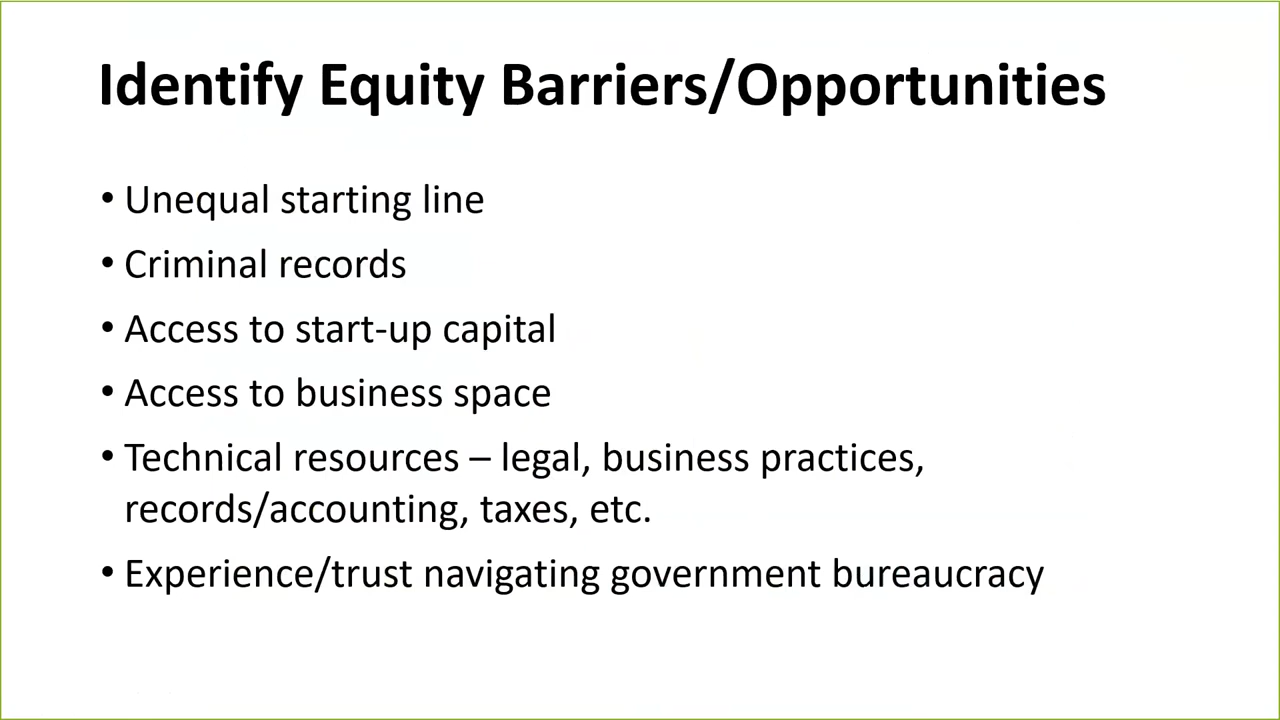 Identify Equity Barriers/Opportunities
• Unequal starting line
• Criminal records
• Access to start-up capital
• Access to business space
• Technical resources – legal, business practices,
records/accounting, taxes, etc.
• Experience/trust navigating government bureaucracy